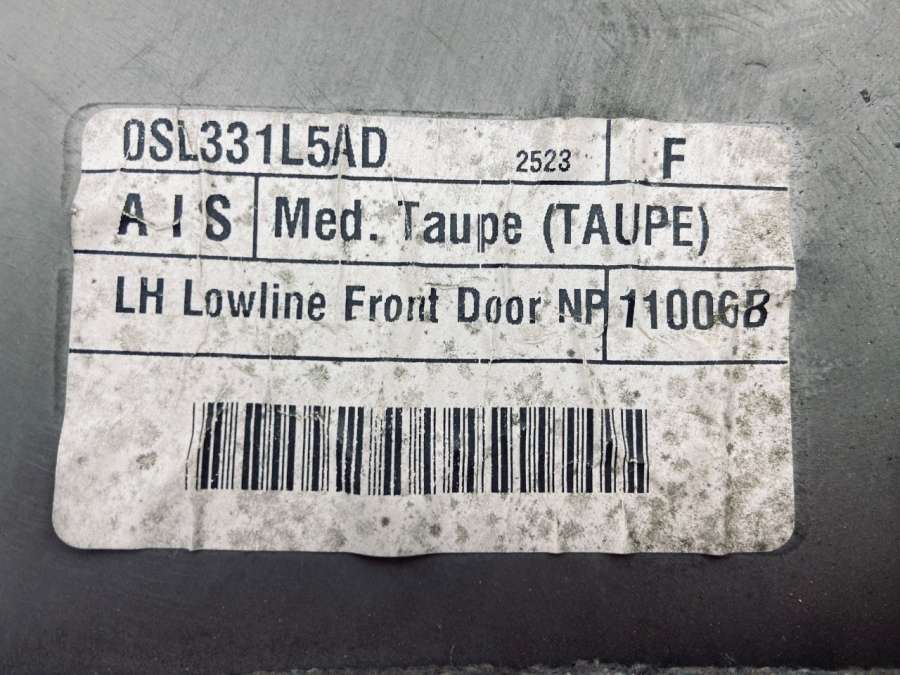 0SL331L5AD 2523 F
A I S Med. Taupe (TAUPE)
LH Lowline Front Door NP 11006B